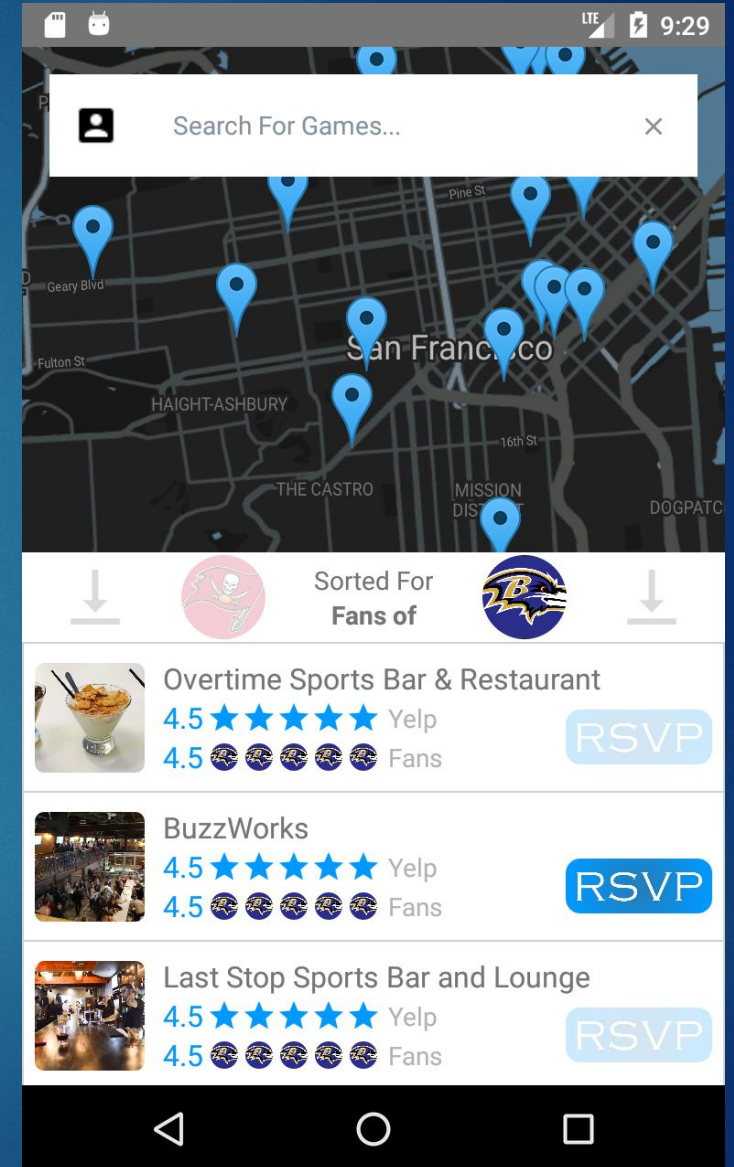 LTE 9:29
Search For Games...
Pine St
Geary Blvd
San Francisco
Fulton St
HAIGHT-ASHBURY
16th St
THE CASTRO
MISSION
DOGPATC
Sorted For
Fans of
B
Overtime Sports Bar & Restaurant
4.5 Yelp
RSVP
4.5 Fans
BuzzWorks
4.5 Yelp
RSVP
4.5 Fans
Last Stop Sports Bar and Lounge
4.5 Yelp
RSVP
4.5 Fans